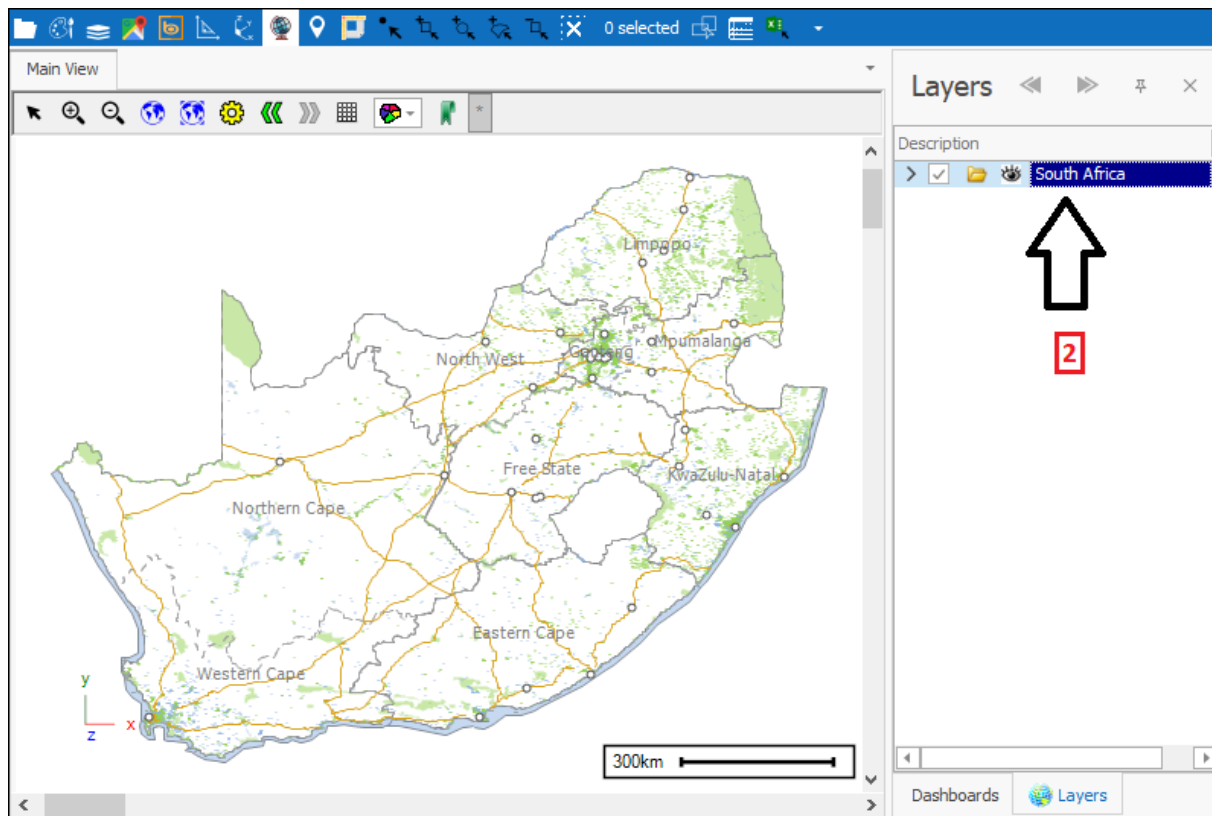 0 selected
Main View
Layers
Description
South Africa
2
Limpopo
North West
Gauteng
Mpumalanga
Free State
KwaZulu-Natal
Northern Cape
Eastern Cape
Western Cape
y
x
z
300km
Dashboards
Layers